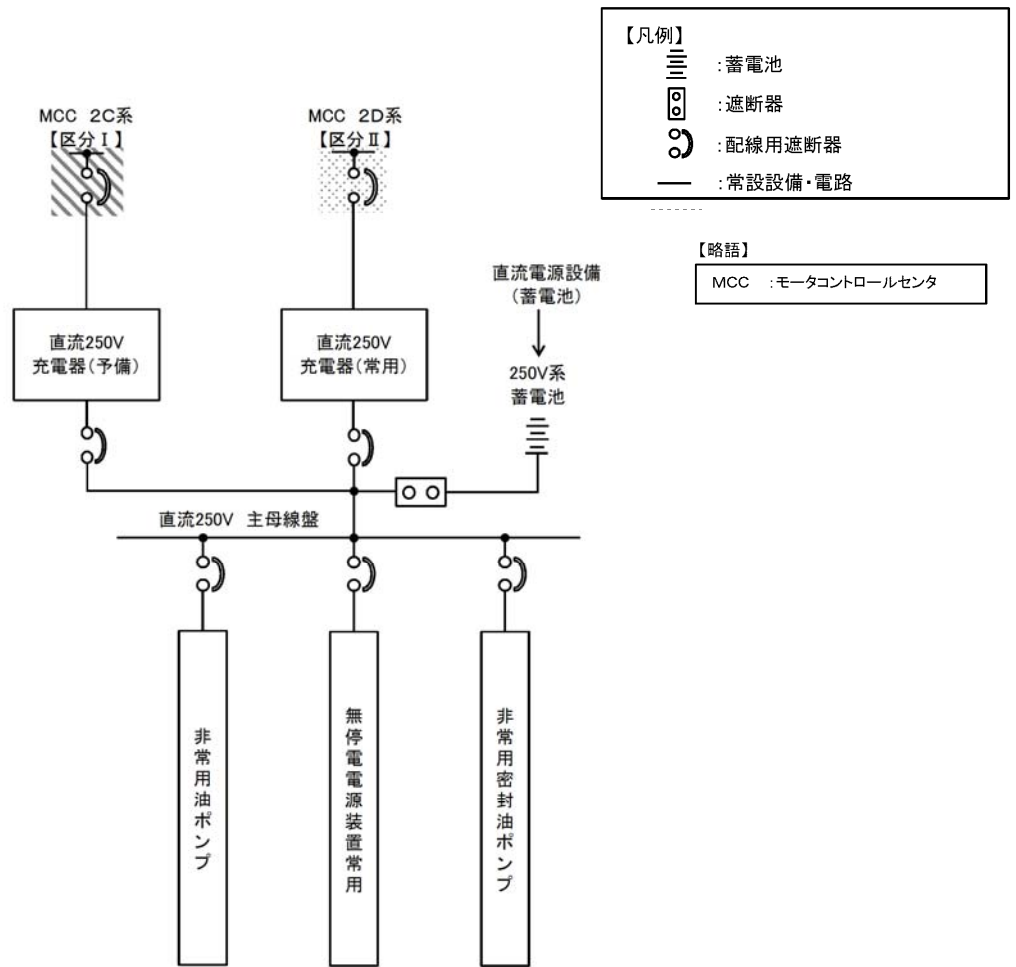 【凡例】
:蓄電池
:遮断器
:配線用遮断器
:常設設備・電路
【略語】
MCC :モータコントロールセンタ
MCC 2C系
【区分Ⅰ】
MCC 2D系
【区分Ⅱ】
直流電源設備
(蓄電池)
250V系
蓄電池
直流250V
充電器(予備)
直流250V
充電器(常用)
直流250V 主母線盤
非常用油ポンプ
無停電電源装置常用
非常用密封油ポンプ